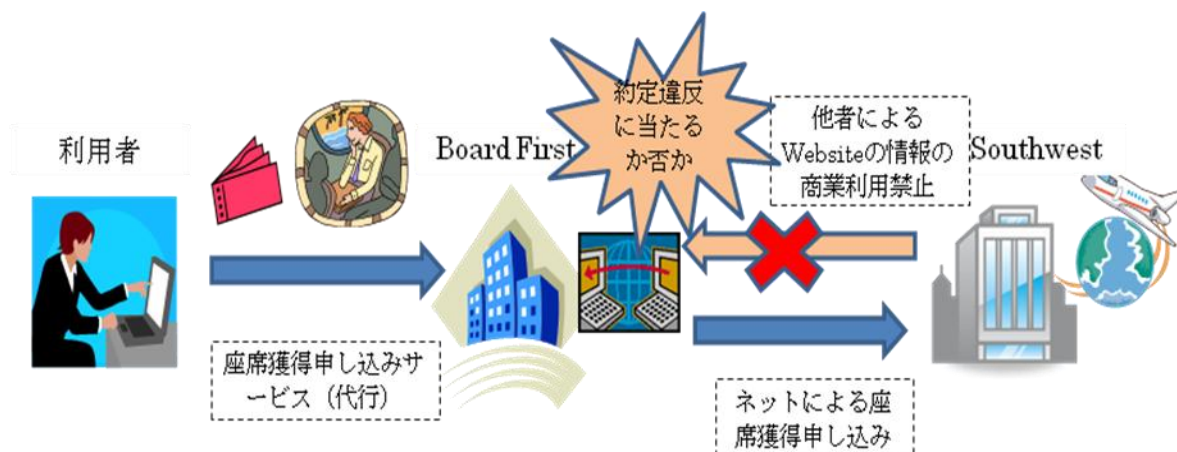 利用者
座席獲得申し込みサ
ービス（代行）
Board First
約定違反
に当たる
か否か
他者による
Websiteの情報の
商業利用禁止
Southwest
ネットによる座
席獲得申し込み